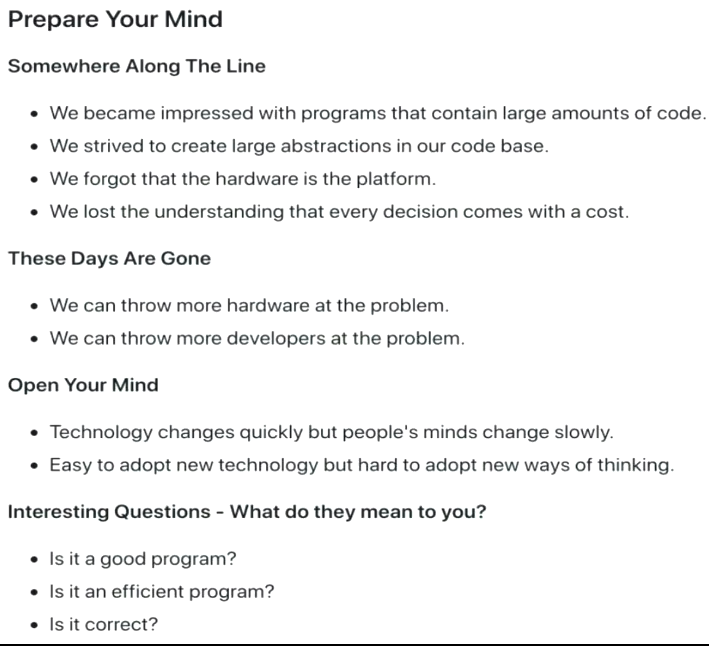 Prepare Your Mind
Somewhere Along The Line
• We became impressed with programs that contain large amounts of code.
• We strived to create large abstractions in our code base.
• We forgot that the hardware is the platform.
• We lost the understanding that every decision comes with a cost.
These Days Are Gone
• We can throw more hardware at the problem.
• We can throw more developers at the problem.
Open Your Mind
• Technology changes quickly but people's minds change slowly.
• Easy to adopt new technology but hard to adopt new ways of thinking.
Interesting Questions - What do they mean to you?
• Is it a good program?
• Is it an efficient program?
• Is it correct?